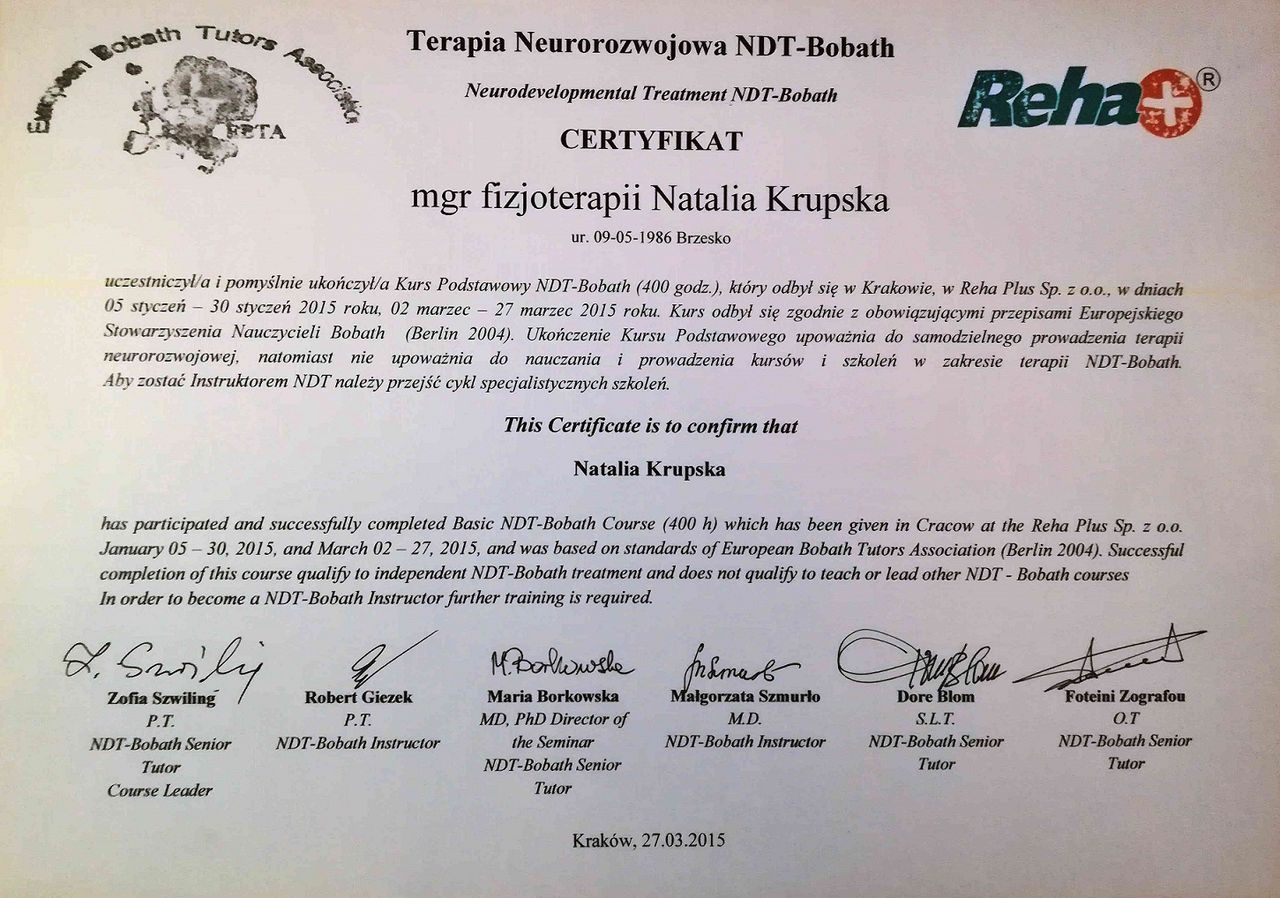 European Bobath Tutors Association
EBTA
Reha+®
Terapia Neurorozwojowa NDT-Bobath
Neurodevelopmental Treatment NDT-Bobath
CERTYFIKAT
mgr fizjoterapii Natalia Krupska
ur. 09-05-1986 Brzesko
uczestniczył/a i pomyślnie ukończył/a Kurs Podstawowy NDT-Bobath (400 godz.), który odbył się w Krakowie, w Reha Plus Sp. z o.o., w dniach
05 styczeń – 30 styczeń 2015 roku, 02 marzec – 27 marzec 2015 roku. Kurs odbył się zgodnie z obowiązującymi przepisami Europejskiego
Stowarzyszenia Nauczycieli Bobath (Berlin 2004). Ukończenie Kursu Podstawowego upoważnia do samodzielnego prowadzenia terapii
neurorozwojowej, natomiast nie upoważnia do nauczania i prowadzenia kursów i szkoleń w zakresie terapii NDT-Bobath.
Aby zostać Instruktorem NDT należy przejść cykl specjalistycznych szkoleń.
This Certificate is to confirm that
Natalia Krupska
has participated and successfully completed Basic NDT-Bobath Course (400 h) which has been given in Cracow at the Reha Plus Sp. z o.o.
January 05 – 30, 2015, and March 02 – 27, 2015, and was based on standards of European Bobath Tutors Association (Berlin 2004). Successful
completion of this course qualify to independent NDT-Bobath treatment and does not qualify to teach or lead other NDT - Bobath courses
In order to become a NDT-Bobath Instructor further training is required.
Z. Szwiling
M. Borkowska
Zofia Szwiling
P.T.
NDT-Bobath Senior
Tutor
Course Leader
Robert Giezek
P.T.
NDT-Bobath Instructor
Maria Borkowska
MD, PhD Director of
the Seminar
NDT-Bobath Senior
Tutor
Małgorzata Szmurło
M.D.
NDT-Bobath Instructor
Dore Blom
S.L.T.
NDT-Bobath Senior
Tutor
Foteini Zografou
O.T
NDT-Bobath Senior
Tutor
Kraków, 27.03.2015